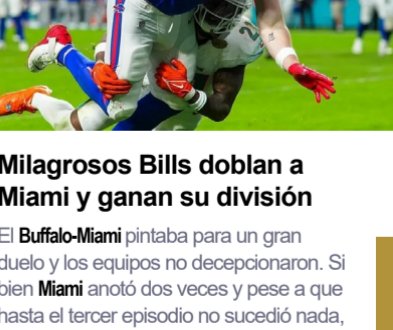 Milagrosos Bills doblan a
Miami y ganan su división
El Buffalo-Miami pintaba para un gran
duelo y los equipos no decepcionaron. Si
bien Miami anotó dos veces y pese a que
hasta el tercer episodio no sucedió nada,